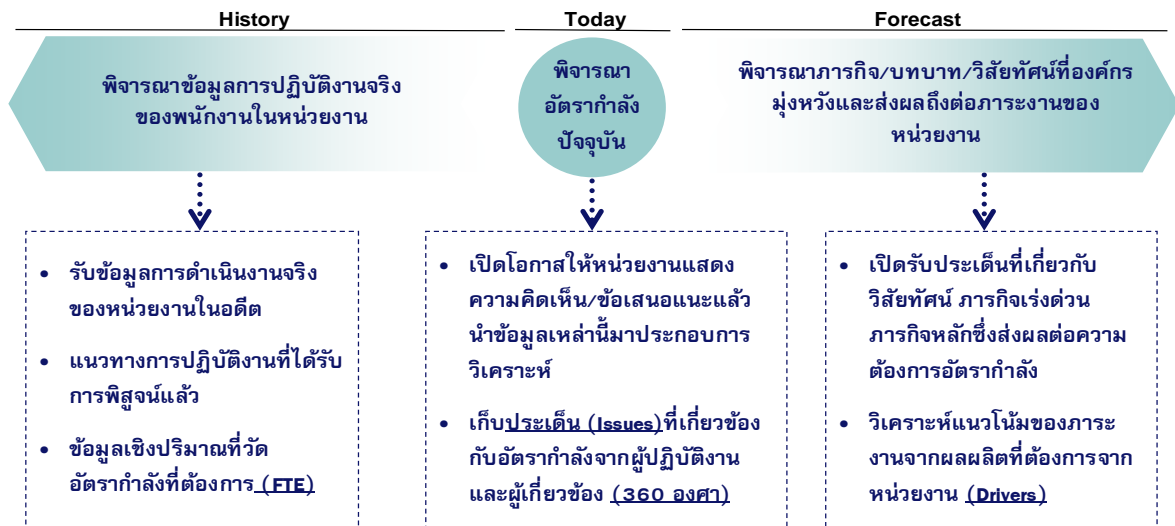 History
Today
Forecast
พิจารณาข้อมูลการปฏิบัติงานจริง
ของพนักงานในหน่วยงาน
พิจารณา
อัตรากำลัง
ปัจจุบัน
พิจารณาภารกิจ/บทบาท/วิสัยทัศน์ที่องค์กร
มุ่งหวังและส่งผลถึงต่อภาระงานของ
หน่วยงาน
• รับข้อมูลการดำเนินงานจริง
ของหน่วยงานในอดีต
• แนวทางการปฏิบัติงานที่ได้รับ
การพิสูจน์แล้ว
• ข้อมูลเชิงปริมาณที่วัด
อัตรากำลังที่ต้องการ (FTE)
• เปิดโอกาสให้หน่วยงานแสดง
ความคิดเห็น/ข้อเสนอแนะแล้ว
นำข้อมูลเหล่านี้มาประกอบการ
วิเคราะห์
• เก็บประเด็น (Issues)ที่เกี่ยวข้อง
กับอัตรากำลังจากผู้ปฏิบัติงาน
และผู้เกี่ยวข้อง (360 องศา)
• เปิดรับประเด็นที่เกี่ยวกับ
วิสัยทัศน์ ภารกิจเร่งด่วน
ภารกิจหลักซึ่งส่งผลต่อความ
ต้องการอัตรากำลัง
• วิเคราะห์แนวโน้มของภาระ
งานจากผลผลิตที่ต้องการจาก
หน่วยงาน (Drivers)